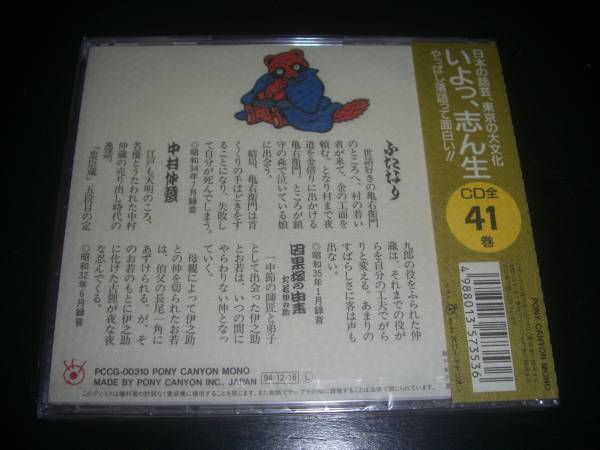 日本の話芸、東京の大文化
やっぱし落語って面白い!!
いよっ、志ん生
CD全
41
巻
PONY CANYON MONO
4988013573536
ふたなり
世話好きの亀右衛門
のところへ、村の若い
者が来て、金の工面を
頼む。となり村まで夜
道を金借りに出かける
亀右衛門。ところが鎮
守の森で泣いている娘
に出会う。
結局、亀右衛門は首
くくりの手ほどきをす
ることになり、失敗し
て自分が死んでしまう。
◎昭和34年7月録音
中村仲蔵
江戸も天明のころ、
名優とうたわれた中村
仲蔵の売り出し時代の
逸話。
「忠臣蔵」五段目の定
九郎の役をふられた仲
蔵は、それまでの役が
らを自分の工夫でがら
りと変える。あまりの
すばらしさに客は声も
出ない。
◎昭和35年1月録音
因果塚の由来
お若伊之助
一中節の師匠と弟子
として出会った伊之助
とお若は、いつの間に
やらわりない仲となっ
ていく。
母親によって伊之助
との仲を切られたお若
は、伯父の長尾一角に
あずけられる。が、そ
のお若のもとに伊之助
に化けた古狸が夜な夜
な忍んでくる。
◎昭和32年6月録音
PCCG-00310 PONY CANYON MONO
MADE BY PONY CANYON INC., JAPAN
94-12-16 L